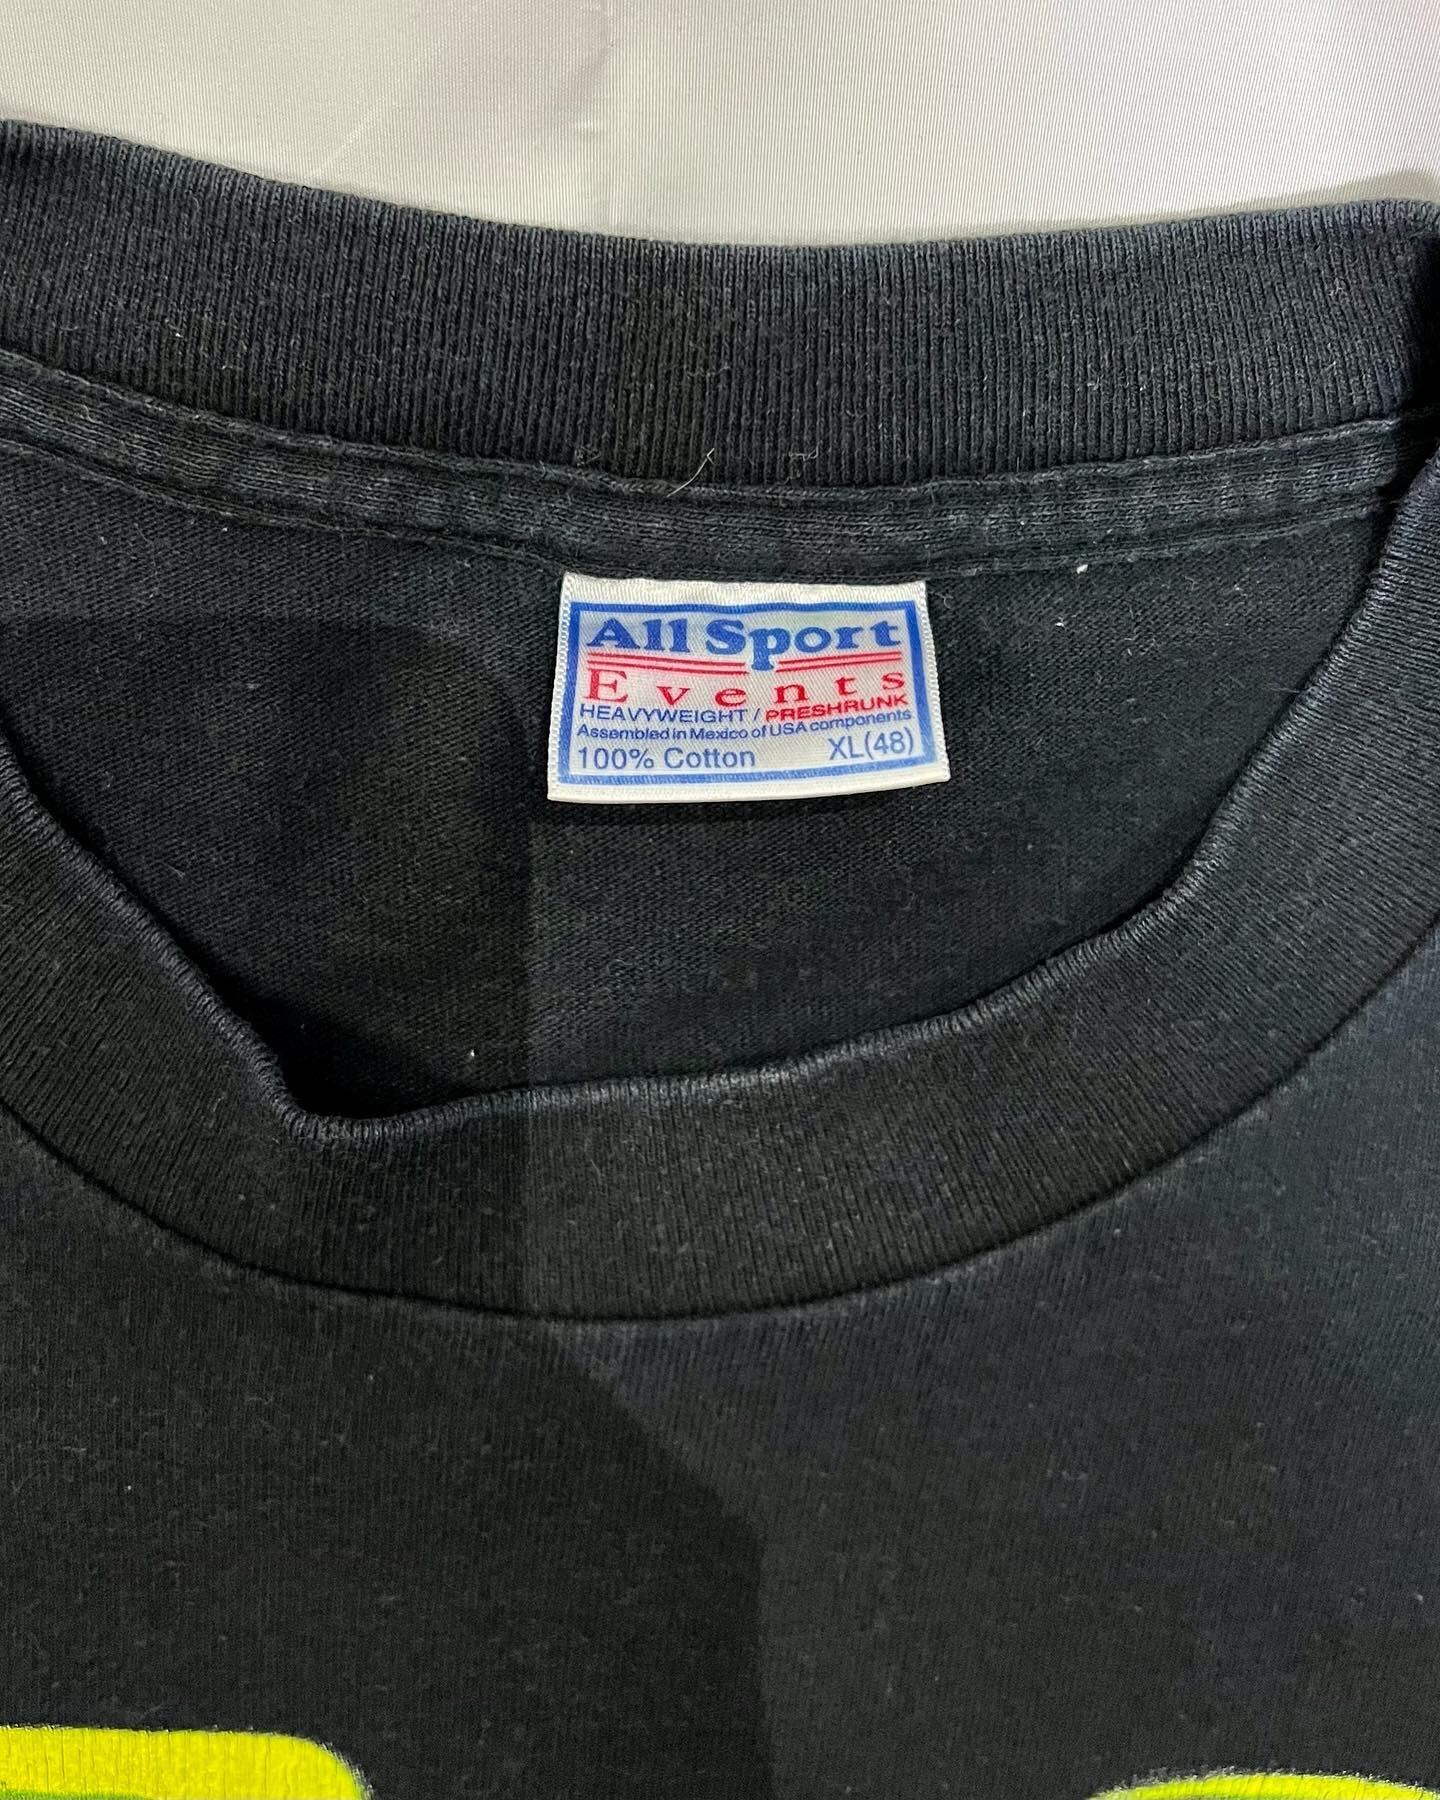 All Sport
Events
HEAVYWEIGHT / PRESHRUNK
Assembled in Mexico of USA components
100% Cotton XL(48)